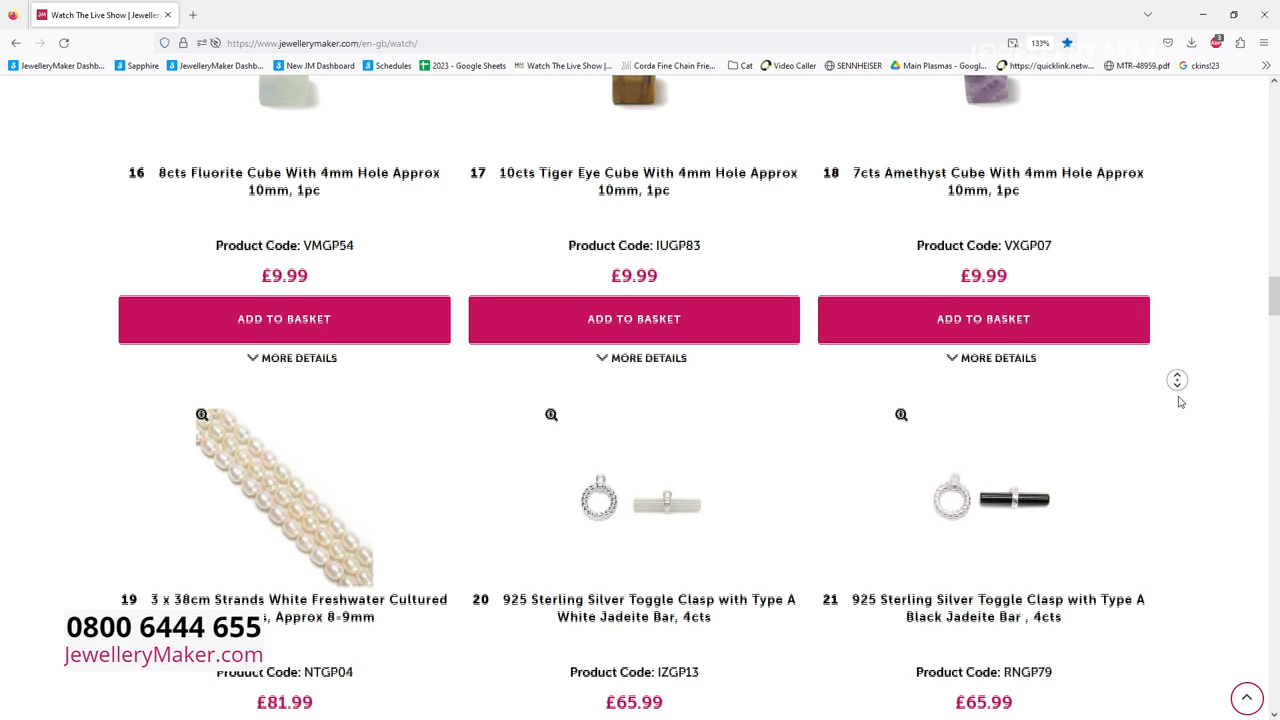 Watch The Live Show | Jeweller
https://www.jewellerymaker.com/en-gb/watch/
133%
3
JewelleryMaker Dashb...
Sapphire
JewelleryMaker Dashb...
New JM Dashboard
Schedules
2023 - Google Sheets
Watch The Live Show |...
Corda Fine Chain Frie...
Cat
Video Caller
SENNHEISER
Main Plasmas - Googl...
https://quicklink.netw...
MTR-48959.pdf
ckins!23
16 8cts Fluorite Cube With 4mm Hole Approx
10mm, 1pc
Product Code: VMGP54
£9.99
ADD TO BASKET
MORE DETAILS
17 10cts Tiger Eye Cube With 4mm Hole Approx
10mm, 1pc
Product Code: IUGP83
£9.99
ADD TO BASKET
MORE DETAILS
18 7cts Amethyst Cube With 4mm Hole Approx
10mm, 1pc
Product Code: VXGP07
£9.99
ADD TO BASKET
MORE DETAILS
19 3 x 38cm Strands White Freshwater Cultured
Approx 8-9mm
Product Code: NTGP04
£81.99
20 925 Sterling Silver Toggle Clasp with Type A
White Jadeite Bar, 4cts
Product Code: IZGP13
£65.99
21 925 Sterling Silver Toggle Clasp with Type A
Black Jadeite Bar , 4cts
Product Code: RNGP79
£65.99
0800 6444 655
JewelleryMaker.com